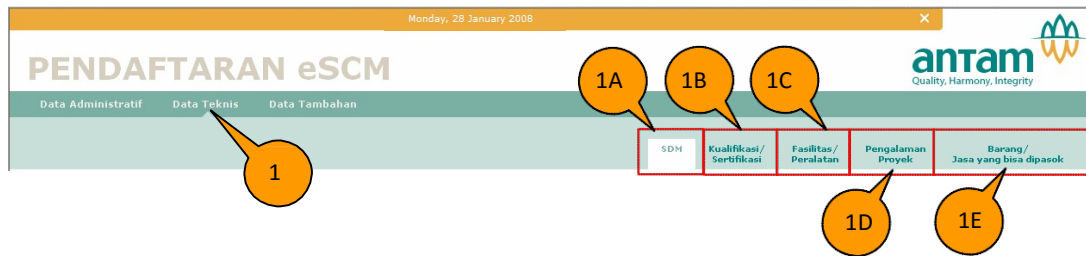 Monday, 28 January 2008
×
PENDAFTARAN eSCM
antam
Quality, Harmony, Integrity
1A
1B
1C
Data Administratif
Data Teknis
Data Tambahan
SDM
Kualifikasi/
Sertifikasi
Fasilitas/
Peralatan
Pengalaman
Proyek
Barang/
Jasa yang bisa dipasok
1
1D
1E